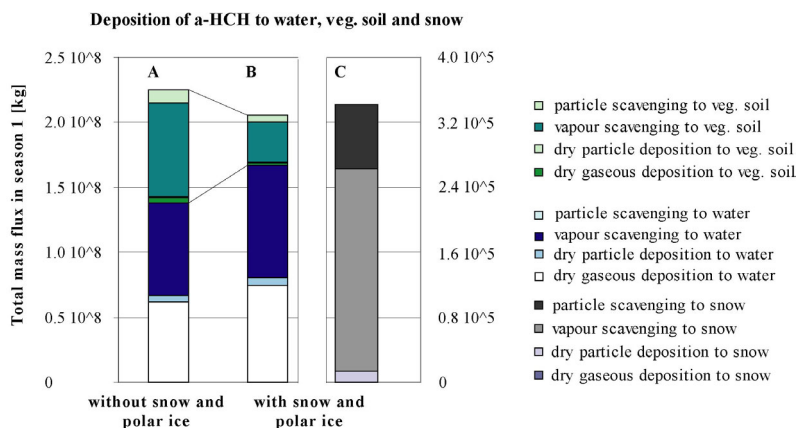 Deposition of a-HCH to water, veg. soil and snow
Total mass flux in season 1 [kg]
2.5 10^8
2.0 10^8
1.5 10^8
1.0 10^8
0.5 10^8
0
A
B
C
4.0 10^5
3.2 10^5
2.4 10^5
1.6 10^5
0.8 10^5
0
without snow and
polar ice
with snow and
polar ice
particle scavenging to veg. soil
vapour scavenging to veg. soil
dry particle deposition to veg. soil
dry gaseous deposition to veg. soil
particle scavenging to water
vapour scavenging to water
dry particle deposition to water
dry gaseous deposition to water
particle scavenging to snow
vapour scavenging to snow
dry particle deposition to snow
dry gaseous deposition to snow